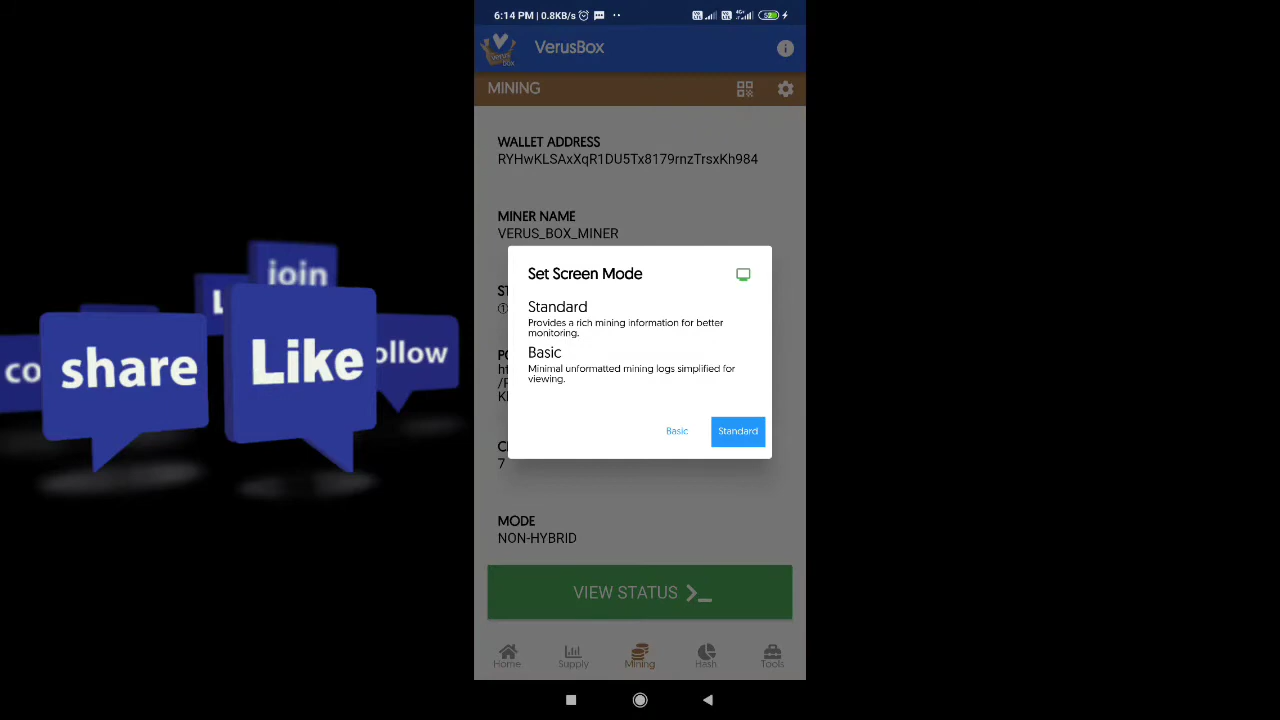 6:14 PM | 0.8KB/s
VerusBox
MINING
WALLET ADDRESS
RYHwKLSAxXqR1DU5Tx8179rnzTrsxKh984
MINER NAME
VERUS_BOX_MINER
Set Screen Mode
Standard
Provides a rich mining information for better
monitoring.
Basic
Minimal unformatted mining logs simplified for
viewing.
Basic
Standard
7
MODE
NON-HYBRID
VIEW STATUS
Home
Supply
Mining
Hash
Tools
join
share
Like
ollow
co